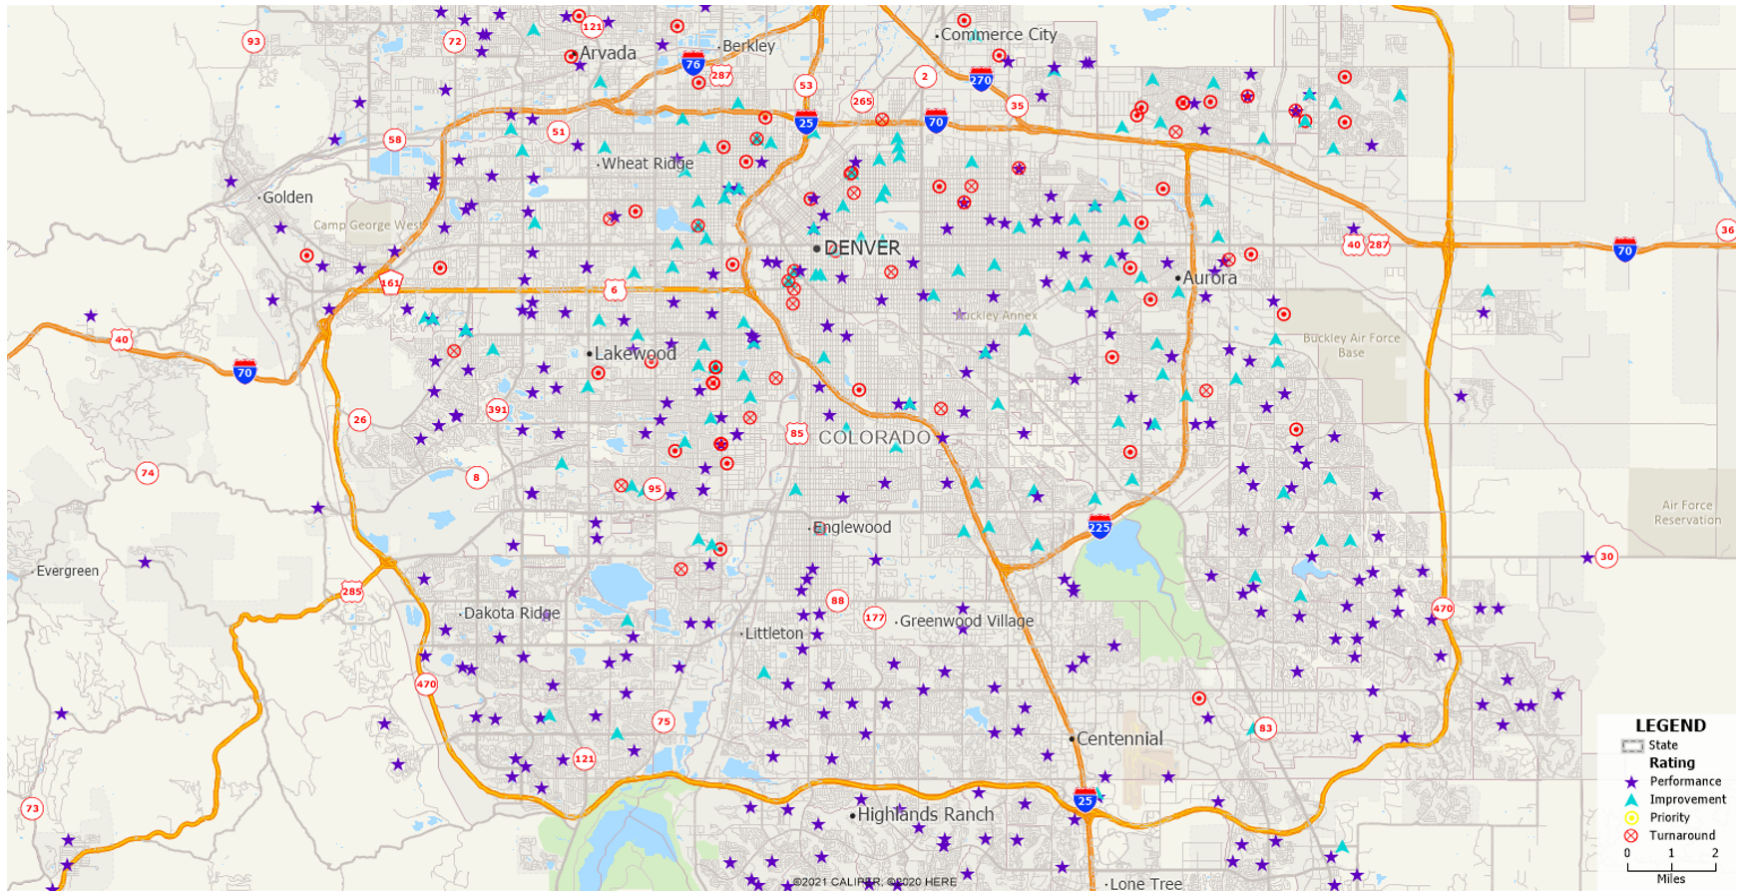 93
72
121
Arvada
Berkley
76
287
53
2
Commerce City
270
265
35
25
70
58
51
Wheat Ridge
Golden
Camp George West
DENVER
40
287
36
70
161
6
Aurora
Buckley Annex
Buckley Air Force
Base
40
70
Lakewood
391
26
85
COLORADO
74
8
95
Englewood
225
Air Force
Reservation
30
Evergreen
285
Dakota Ridge
88
177
Greenwood Village
Littleton
470
470
75
121
83
Centennial
73
25
Highlands Ranch
Lone Tree
©2021 CALIPER, ©2020 HERE
LEGEND
State
Rating
Performance
Improvement
Priority
Turnaround
0 1 2
Miles